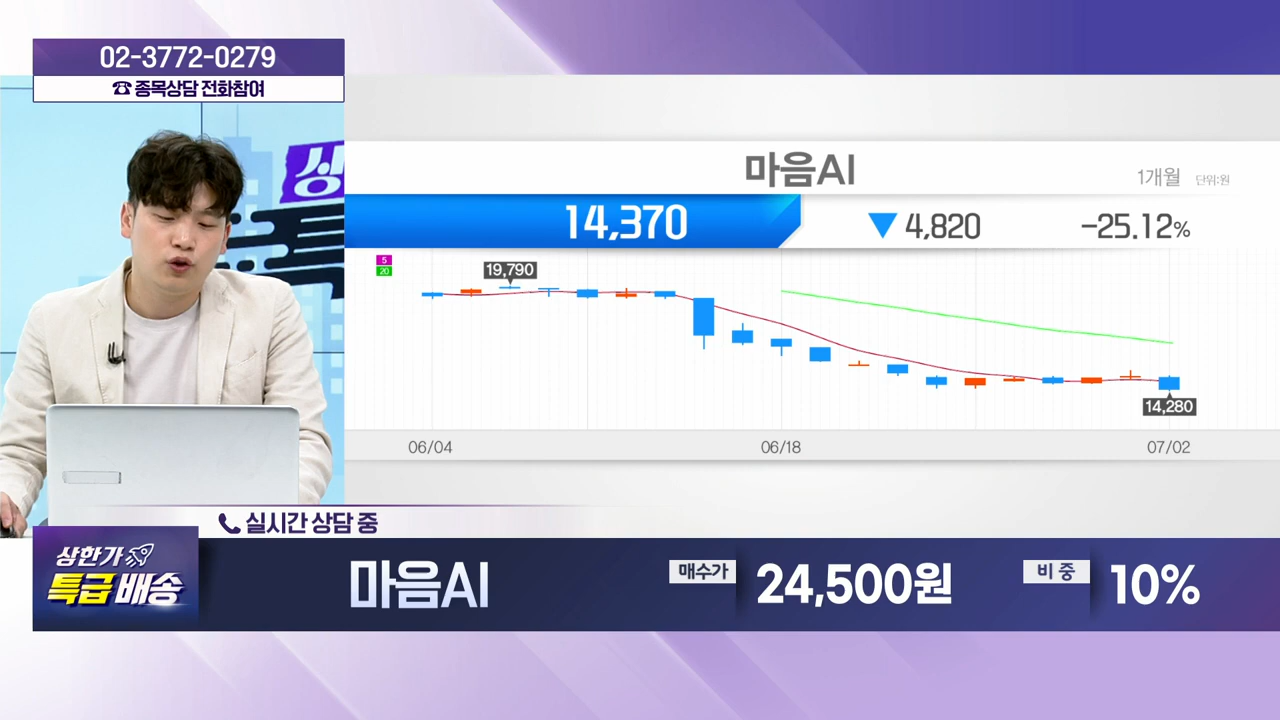 02-3772-0279
☎ 종목상담 전화참여
상
마음AI
1개월 단위:원
14,370 ▼ 4,820 -25.12%
5
20
19,790
14,280
06/04 06/18 07/02
실시간 상담 중
상한가
특급 배송
마음AI 매수가 24,500원 비 중 10%